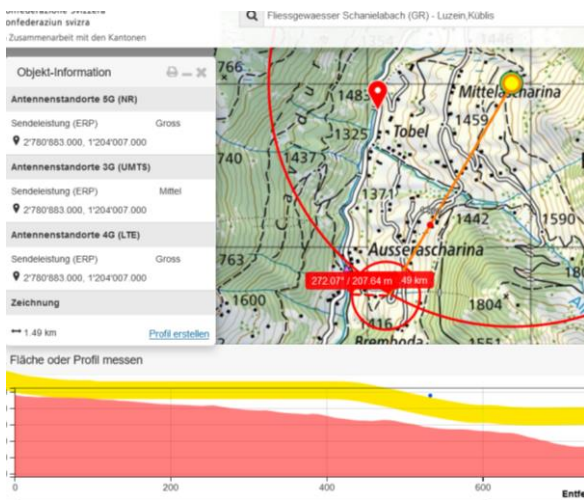 onfederaziun svizra
Zusammenarbeit mit den Kantonen
Fliessgewaesser Schanielabach (GR) - Luzein,Küblis
Objekt-Information
Antennenstandorte 5G (NR)
Sendeleistung (ERP) Gross
2'780'883.000, 1'204'007.000
Antennenstandorte 3G (UMTS)
Sendeleistung (ERP) Mittel
2'780'883.000, 1'204'007.000
Antennenstandorte 4G (LTE)
Sendeleistung (ERP) Gross
2'780'883.000, 1'204'007.000
Zeichnung
1.49 km Profil erstellen
766
1483
Mittelascharina
1459
1325
Tobel
740
1437
1371
1442
1590
763
Ausserascharina
272.07° / 207.64 m
.49 km
1600
1804
416
Bremboda
1551
Fläche oder Profil messen
0
200
400
600
Entfe